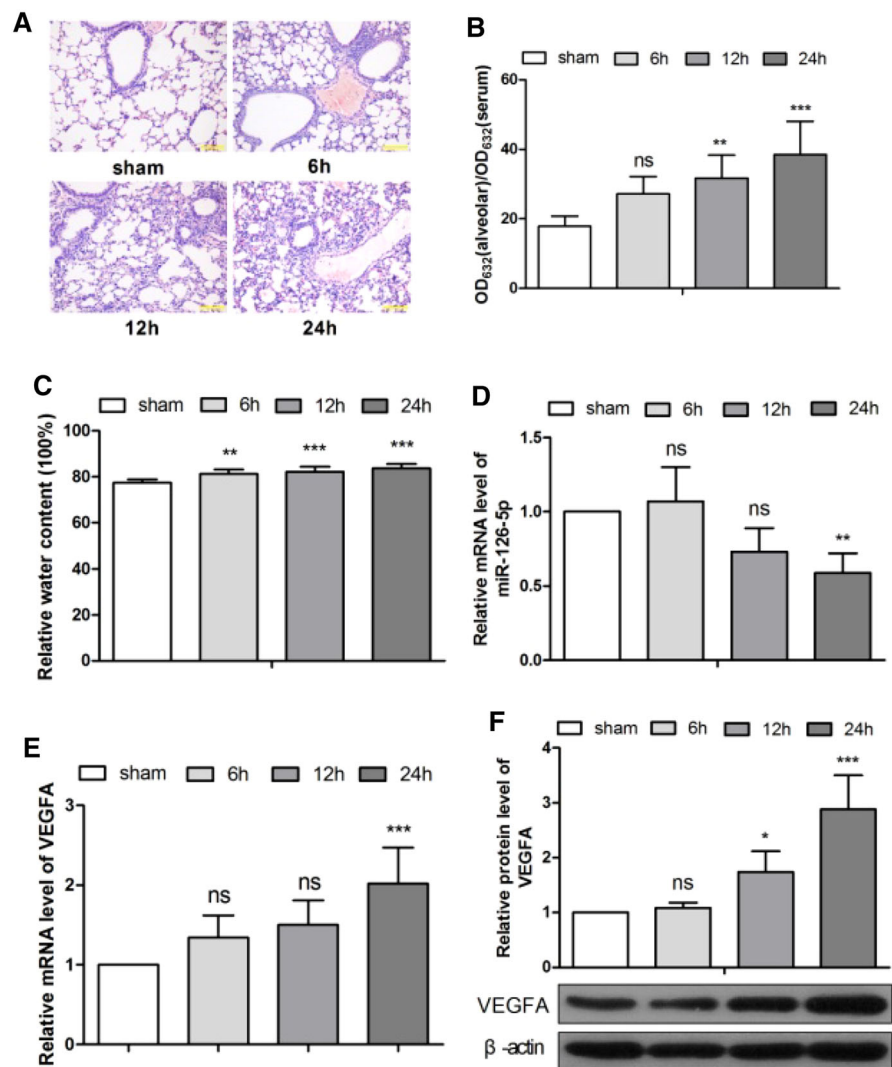 A
sham
6h
12h
24h
B
sham 6h 12h 24h
OD632(alveolar)/OD632(serum)
60
40
20
0
ns
**
***
C
sham 6h 12h 24h
Relative water content (100%)
100
80
60
40
20
0
**
***
***
D
sham 6h 12h 24h
Relative mRNA level of
miR-126-5p
1.5
1.0
0.5
0.0
ns
ns
**
E
sham 6h 12h 24h
Relative mRNA level of VEGFA
3
2
1
0
ns
ns
***
F
sham 6h 12h 24h
Relative protein level of
VEGFA
4
3
2
1
0
ns
*
***
VEGFA
β-actin